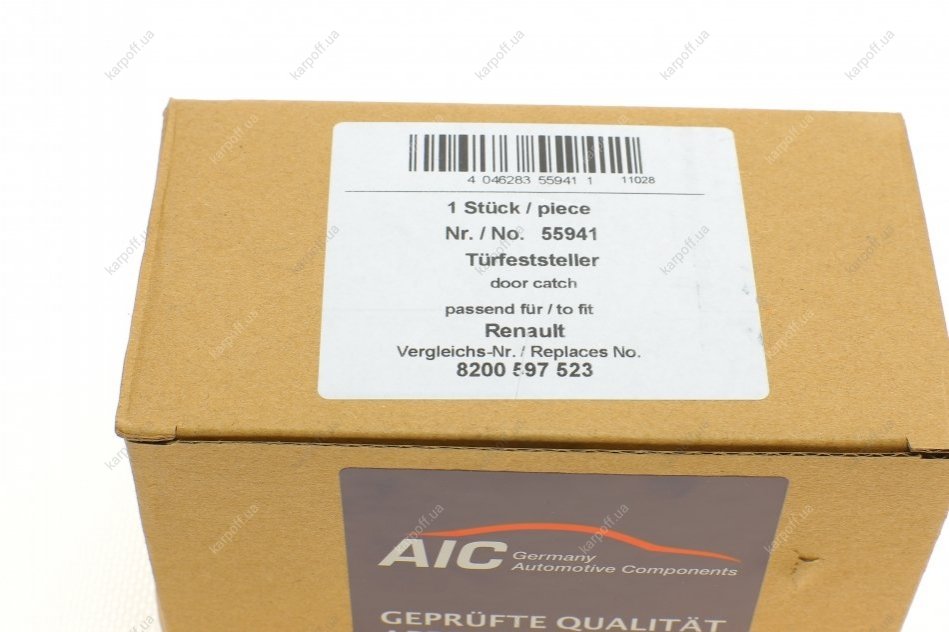 4 046283 55941 1 11028
1 Stück / piece
Nr. / No. 55941
Türfeststeller
door catch
passend für / to fit
Renault
Vergleichs-Nr. / Replaces No.
8200 597 523
AIC Germany
Automotive Components
GEPRÜFTE QUALITÄT
karpoff.ua